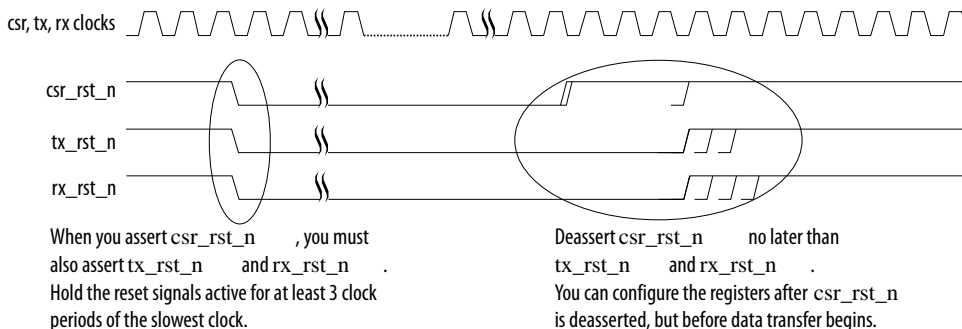 csr, tx, rx clocks
csr_rst_n
tx_rst_n
rx_rst_n
When you assert csr_rst_n , you must
also assert tx_rst_n and rx_rst_n .
Hold the reset signals active for at least 3 clock
periods of the slowest clock.
Deassert csr_rst_n no later than
tx_rst_n and rx_rst_n .
You can configure the registers after csr_rst_n
is deasserted, but before data transfer begins.